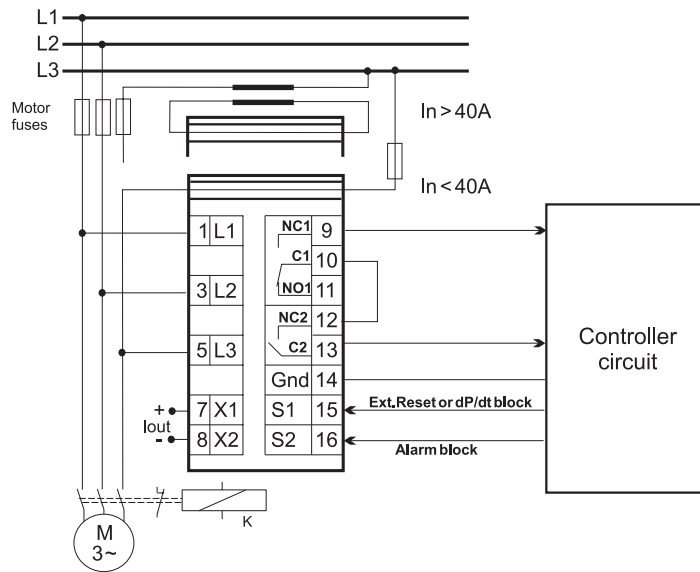 L1
L2
L3
Motor
fuses
In > 40A
In < 40A
1 L1 NC1 9
C1 10
3 L2 NO1 11
NC2 12
5 L3 C2 13
Gnd 14
7 X1 S1 15
8 X2 S2 16
+
Iout
-
Ext.Reset or dP/dt block
Alarm block
Controller
circuit
K
M
3~